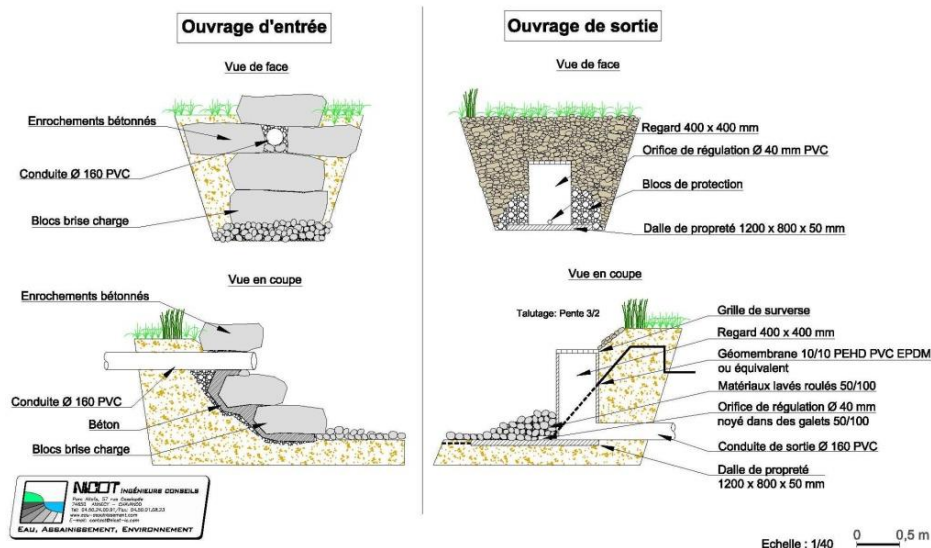 Ouvrage d'entrée
Vue de face
Enrochements bétonnés
Conduite Ø 160 PVC
Blocs brise charge
Vue en coupe
Enrochements bétonnés
Conduite Ø 160 PVC
Béton
Blocs brise charge
Ouvrage de sortie
Vue de face
Regard 400 x 400 mm
Orifice de régulation Ø 40 mm PVC
Blocs de protection
Dalle de propreté 1200 x 800 x 50 mm
Vue en coupe
Talutage: Pente 3/2
Grille de surverse
Regard 400 x 400 mm
Géomembrane 10/10 PEHD PVC EPDM
ou équivalent
Matériaux lavés roulés 50/100
Orifice de régulation Ø 40 mm
noyé dans des galets 50/100
Conduite de sortie Ø 160 PVC
Dalle de propreté
1200 x 800 x 50 mm
NICOT INGÉNIEURS CONSEILS
EAU, ASSAINISSEMENT, ENVIRONNEMENT
Echelle : 1/40
0 0,5 m